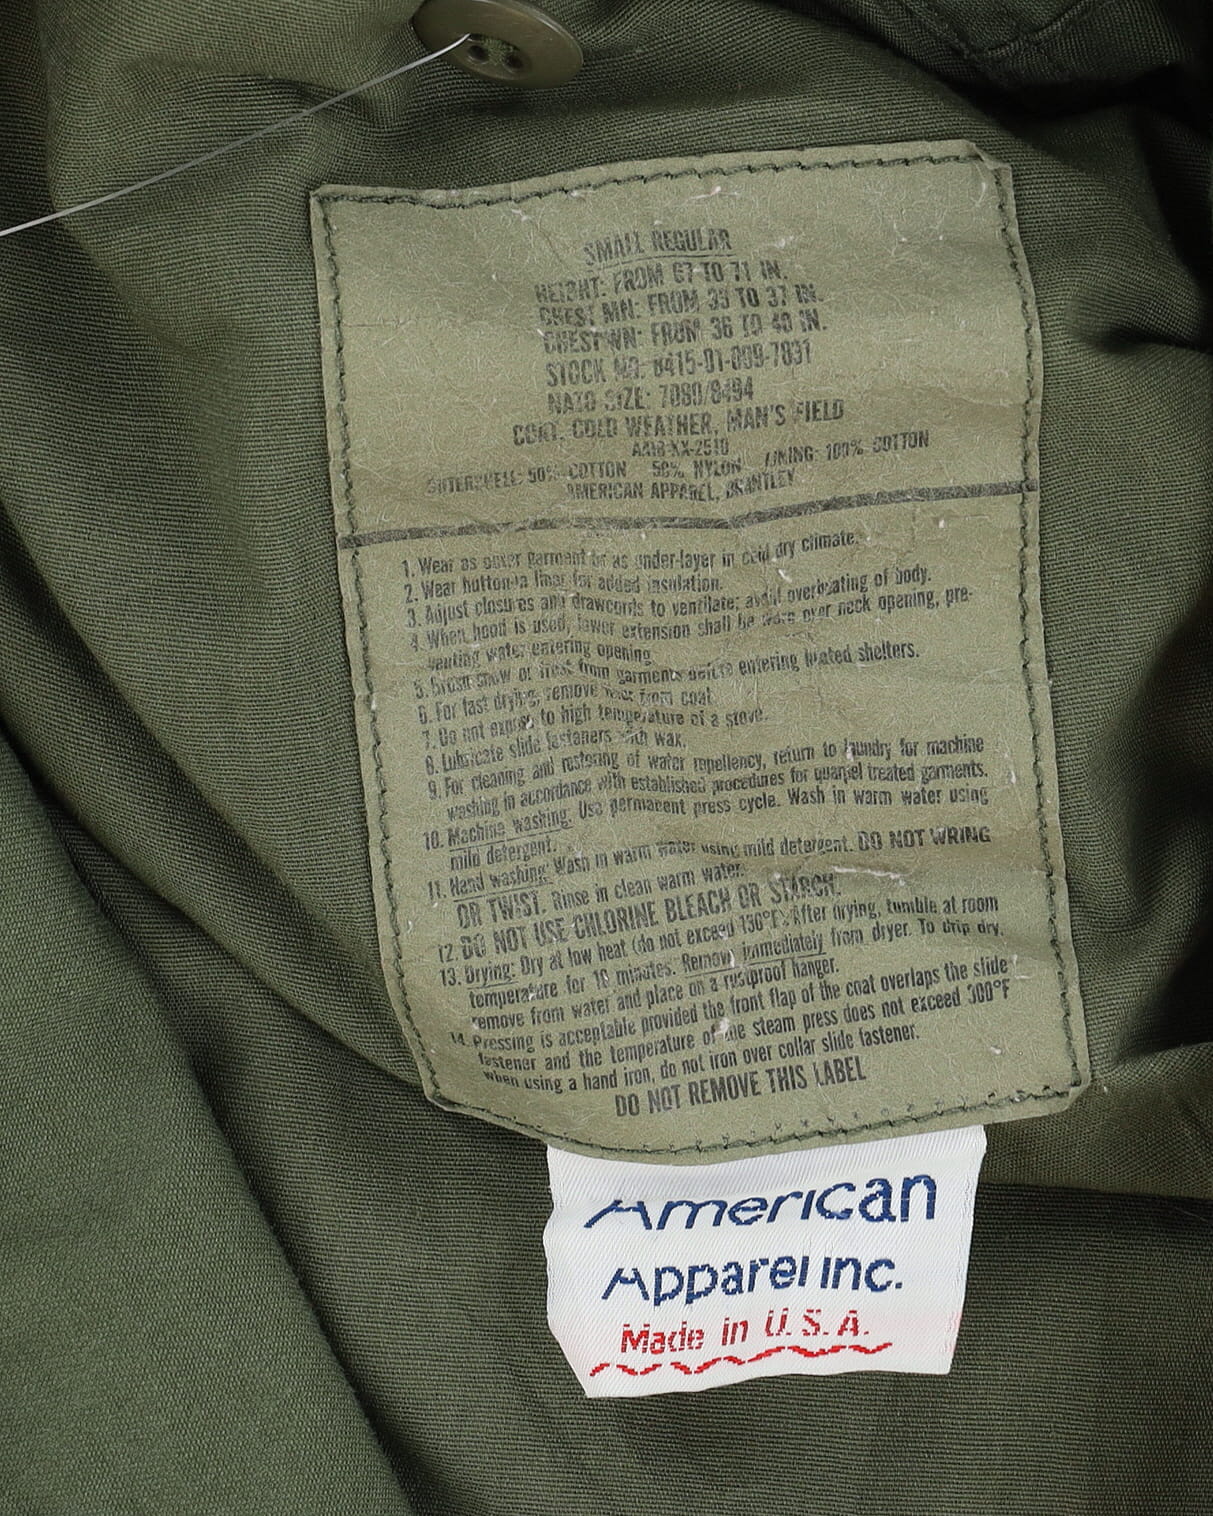 SMALL REGULAR
HEIGHT: FROM 67 TO 71 IN.
CHEST MN: FROM 33 TO 37 IN.
CHEST WN: FROM 36 TO 40 IN.
STOCK NO: 8415-01-099-7831
NATO SIZE: 7080/8494
COAT, COLD WEATHER, MAN'S FIELD
OUTERSHELL: 50% COTTON 50% NYLON LINING: 100% COTTON
AMERICAN APPAREL, BRANTLEY
1. Wear as outer garment or as under-layer in cold dry climate.
2. Wear button-in liner for added insulation.
3. Adjust closures and drawcords to ventilate; avoid overheating of body.
4. When hood is used, lower extension shall be worn over neck opening, pre-
venting water entering opening.
5. Brush snow or frost from garments before entering heated shelters.
6. For fast drying, remove liner from coat.
7. Do not expose to high temperature of a stove.
8. Lubricate slide fasteners with wax.
9. For cleaning and restoring of water repellency, return to laundry for machine
washing in accordance with established procedures for quarpel treated garments.
10. Machine washing: Use permanent press cycle. Wash in warm water using
mild detergent.
11. Hand washing: Wash in warm water using mild detergent. DO NOT WRING
OR TWIST. Rinse in clean warm water.
12. DO NOT USE CHLORINE BLEACH OR STARCH.
13. Drying: Dry at low heat (do not exceed 130°F). After drying, tumble at room
temperature for 10 minutes. Remove immediately from dryer. To drip dry,
remove from water and place on a rustproof hanger.
14. Pressing is acceptable provided the front flap of the coat overlaps the slide
fastener and the temperature of the steam press does not exceed 300°F
when using a hand iron, do not iron over collar slide fastener.
DO NOT REMOVE THIS LABEL
American
Apparel inc.
Made in U.S.A.